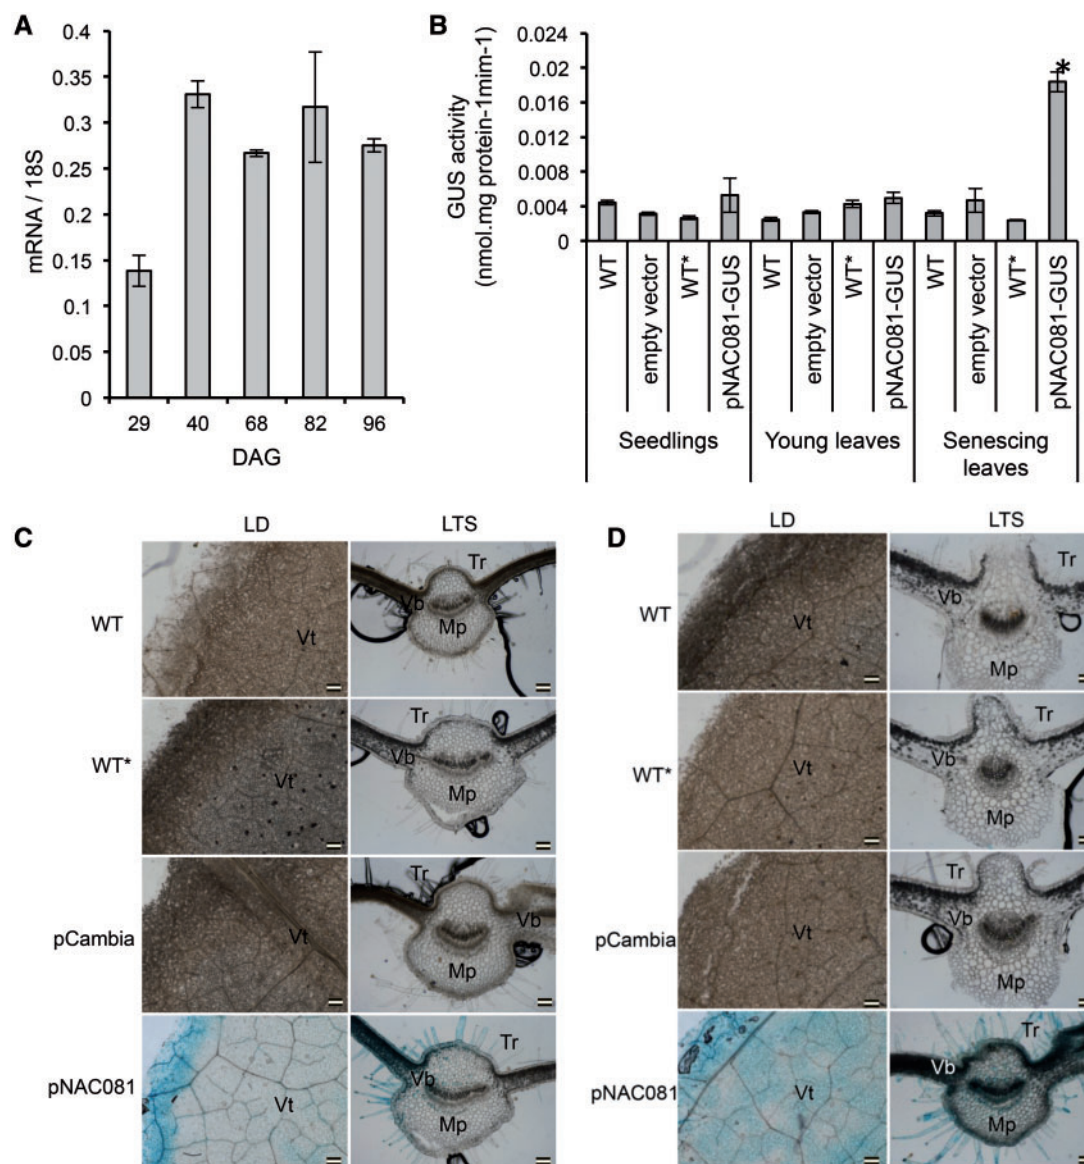 A
mRNA / 18S
0.4
0.35
0.3
0.25
0.2
0.15
0.1
0.05
0
29 40 68 82 96
DAG
B
GUS activity
(nmol.mg protein-1mim-1)
0.024
0.02
0.016
0.012
0.008
0.004
0
*
WT
empty vector
WT*
pNAC081-GUS
WT
empty vector
WT*
pNAC081-GUS
WT
empty vector
WT*
pNAC081-GUS
Seedlings
Young leaves
Senescing
leaves
C
LD LTS
WT
Vt
Tr
Vb
Mp
WT*
Vt
Tr
Vb
Mp
pCambia
Vt
Tr
Vb
Mp
pNAC081
Vt
Tr
Vb
Mp
D
LD LTS
WT
Vt
Tr
Vb
Mp
WT*
Vt
Tr
Vb
Mp
pCambia
Vt
Tr
Vb
Mp
pNAC081
Vt
Tr
Vb
Mp